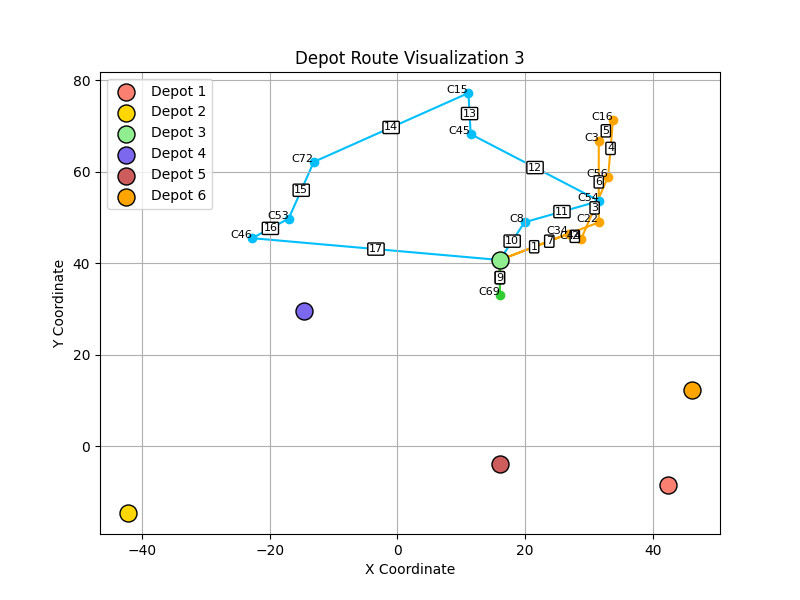 Depot Route Visualization 3
Y Coordinate
X Coordinate
80
60
40
20
0
−40
−20
0
20
40
Depot 1
Depot 2
Depot 3
Depot 4
Depot 5
Depot 6
C15
C45
C16
C3
C72
C56
C54
C22
C8
C53
C46
C34
C69
13
14
5
4
12
15
6
3
11
16
10
1
7
17
9